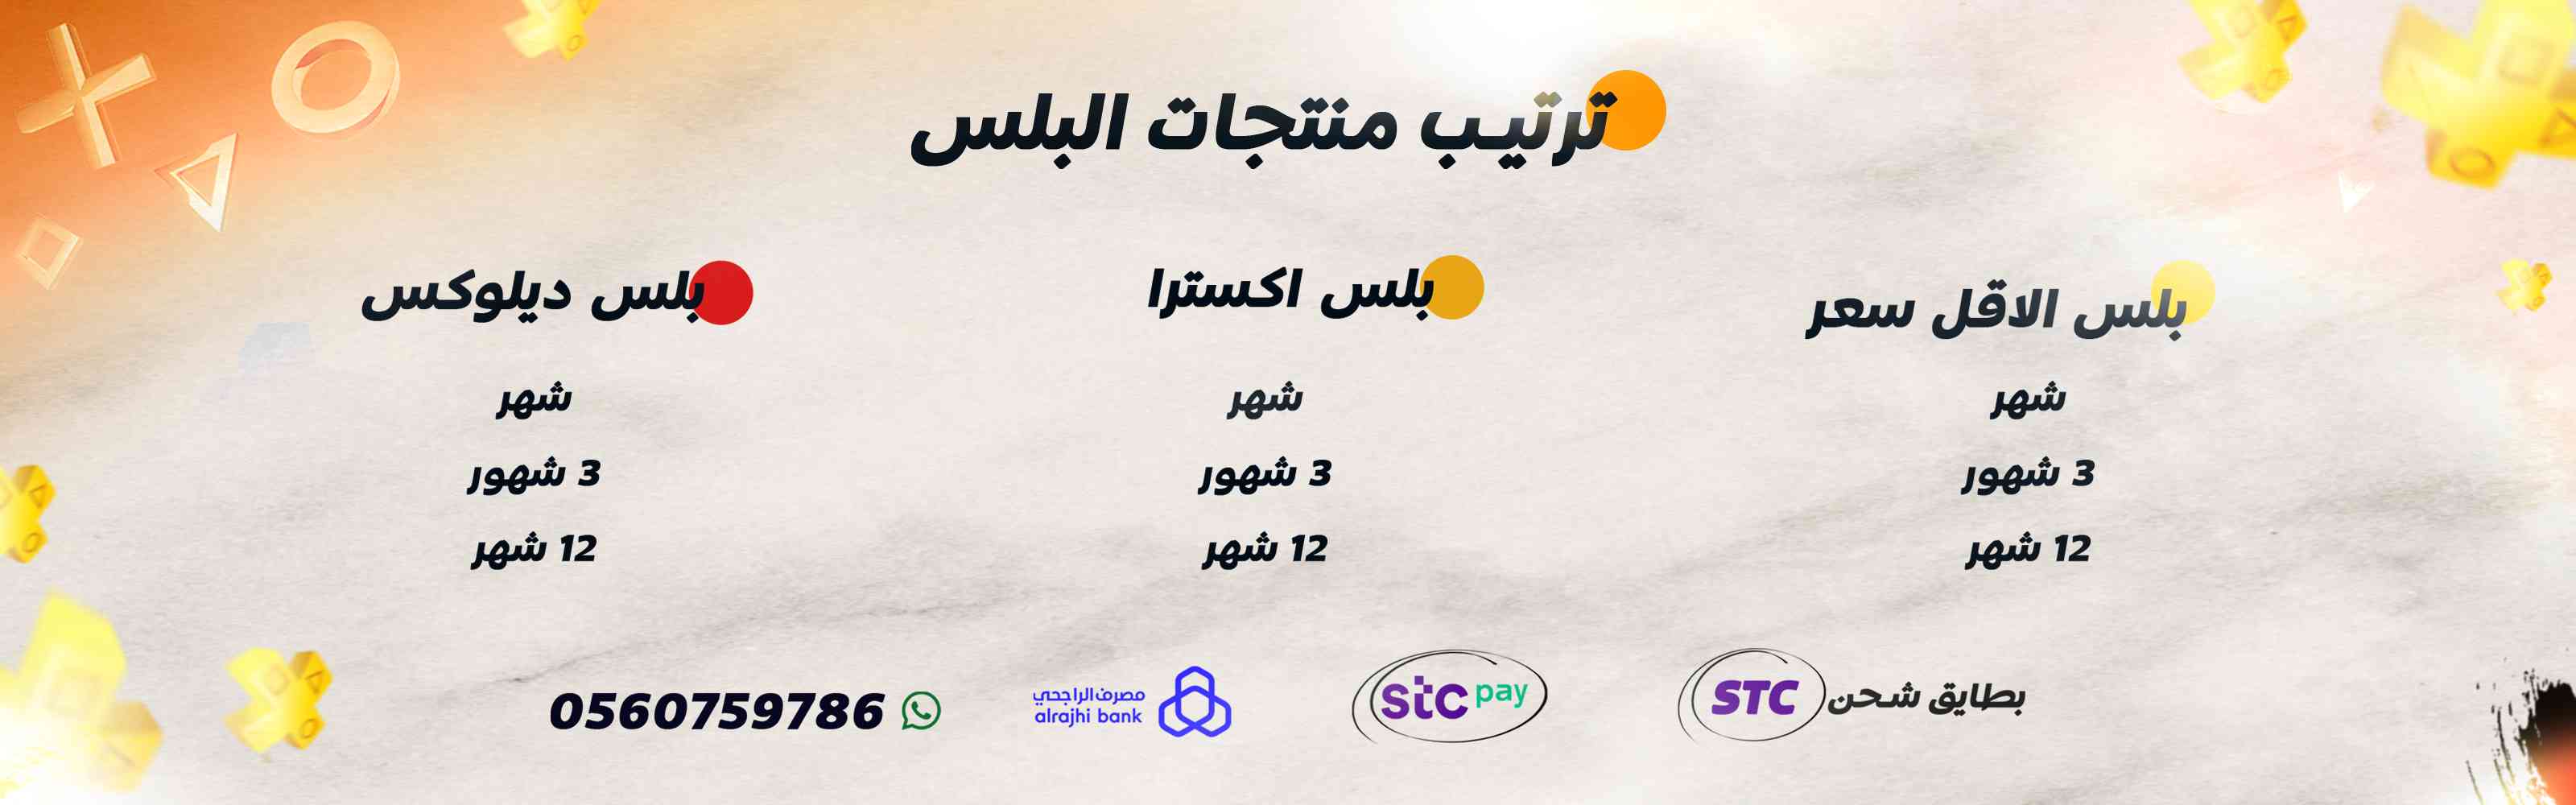 ترتيب منتجات البلس
بلس الاقل سعر
شهر
3 شهور
12 شهر
بلس اكسترا
شهر
3 شهور
12 شهر
بلس ديلوكس
شهر
3 شهور
12 شهر
بطايق شحن STC
stc pay
مصرف الراجحي
alrajhi bank
0560759786